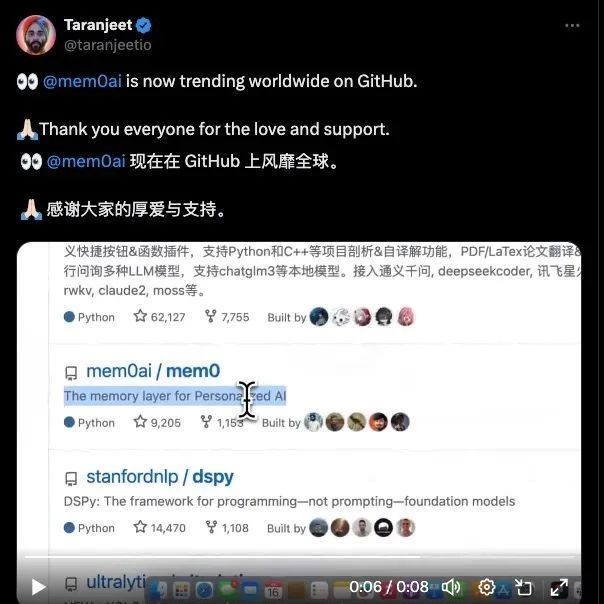 Taranjeet
@taranjeetio
@mem0ai is now trending worldwide on GitHub.
Thank you everyone for the love and support.
@mem0ai 现在在 GitHub 上风靡全球。
感谢大家的厚爱与支持。
义快捷按钮&函数插件，支持Python和C++等项目剖析&自译解功能，PDF/LaTex论文翻译&
行问询多种LLM模型，支持chatglm3等本地模型。接入通义千问, deepseekcoder, 讯飞星
rwkv, claude2, moss等。
Python 62,127 7,755 Built by
mem0ai / mem0
The memory layer for Personalized AI
Python 9,205 1,153 Built by
stanfordnlp / dspy
DSPy: The framework for programming—not prompting—foundation models
Python 14,470 1,108 Built by
0:06 / 0:08
16